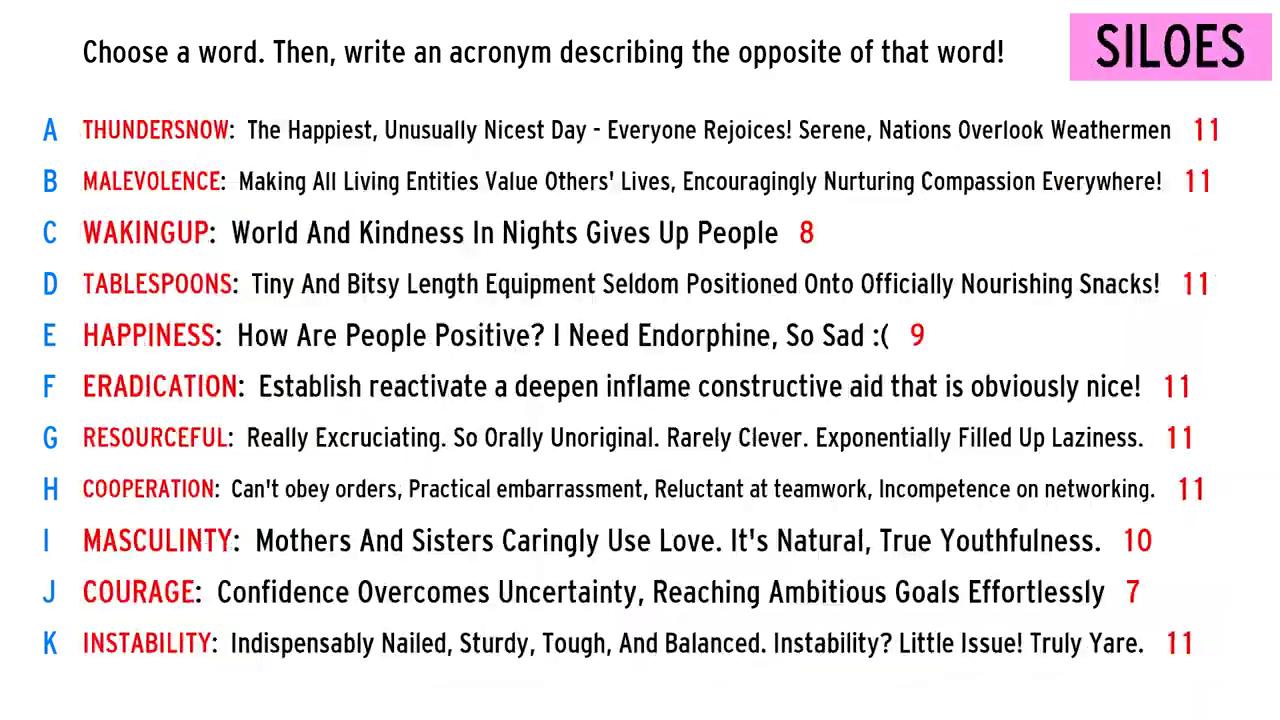 Choose a word. Then, write an acronym describing the opposite of that word!
SILOES
A THUNDERSNOW: The Happiest, Unusually Nicest Day - Everyone Rejoices! Serene, Nations Overlook Weathermen 11
B MALEVOLENCE: Making All Living Entities Value Others' Lives, Encouragingly Nurturing Compassion Everywhere! 11
C WAKINGUP: World And Kindness In Nights Gives Up People 8
D TABLESPOONS: Tiny And Bitsy Length Equipment Seldom Positioned Onto Officially Nourishing Snacks! 11
E HAPPINESS: How Are People Positive? I Need Endorphine, So Sad :( 9
F ERADICATION: Establish reactivate a deepen inflame constructive aid that is obviously nice! 11
G RESOURCEFUL: Really Excruciating. So Orally Unoriginal. Rarely Clever. Exponentially Filled Up Laziness. 11
H COOPERATION: Can't obey orders, Practical embarrassment, Reluctant at teamwork, Incompetence on networking. 11
I MASCULINTY: Mothers And Sisters Caringly Use Love. It's Natural, True Youthfulness. 10
J COURAGE: Confidence Overcomes Uncertainty, Reaching Ambitious Goals Effortlessly 7
K INSTABILITY: Indispensably Nailed, Sturdy, Tough, And Balanced. Instability? Little Issue! Truly Yare. 11